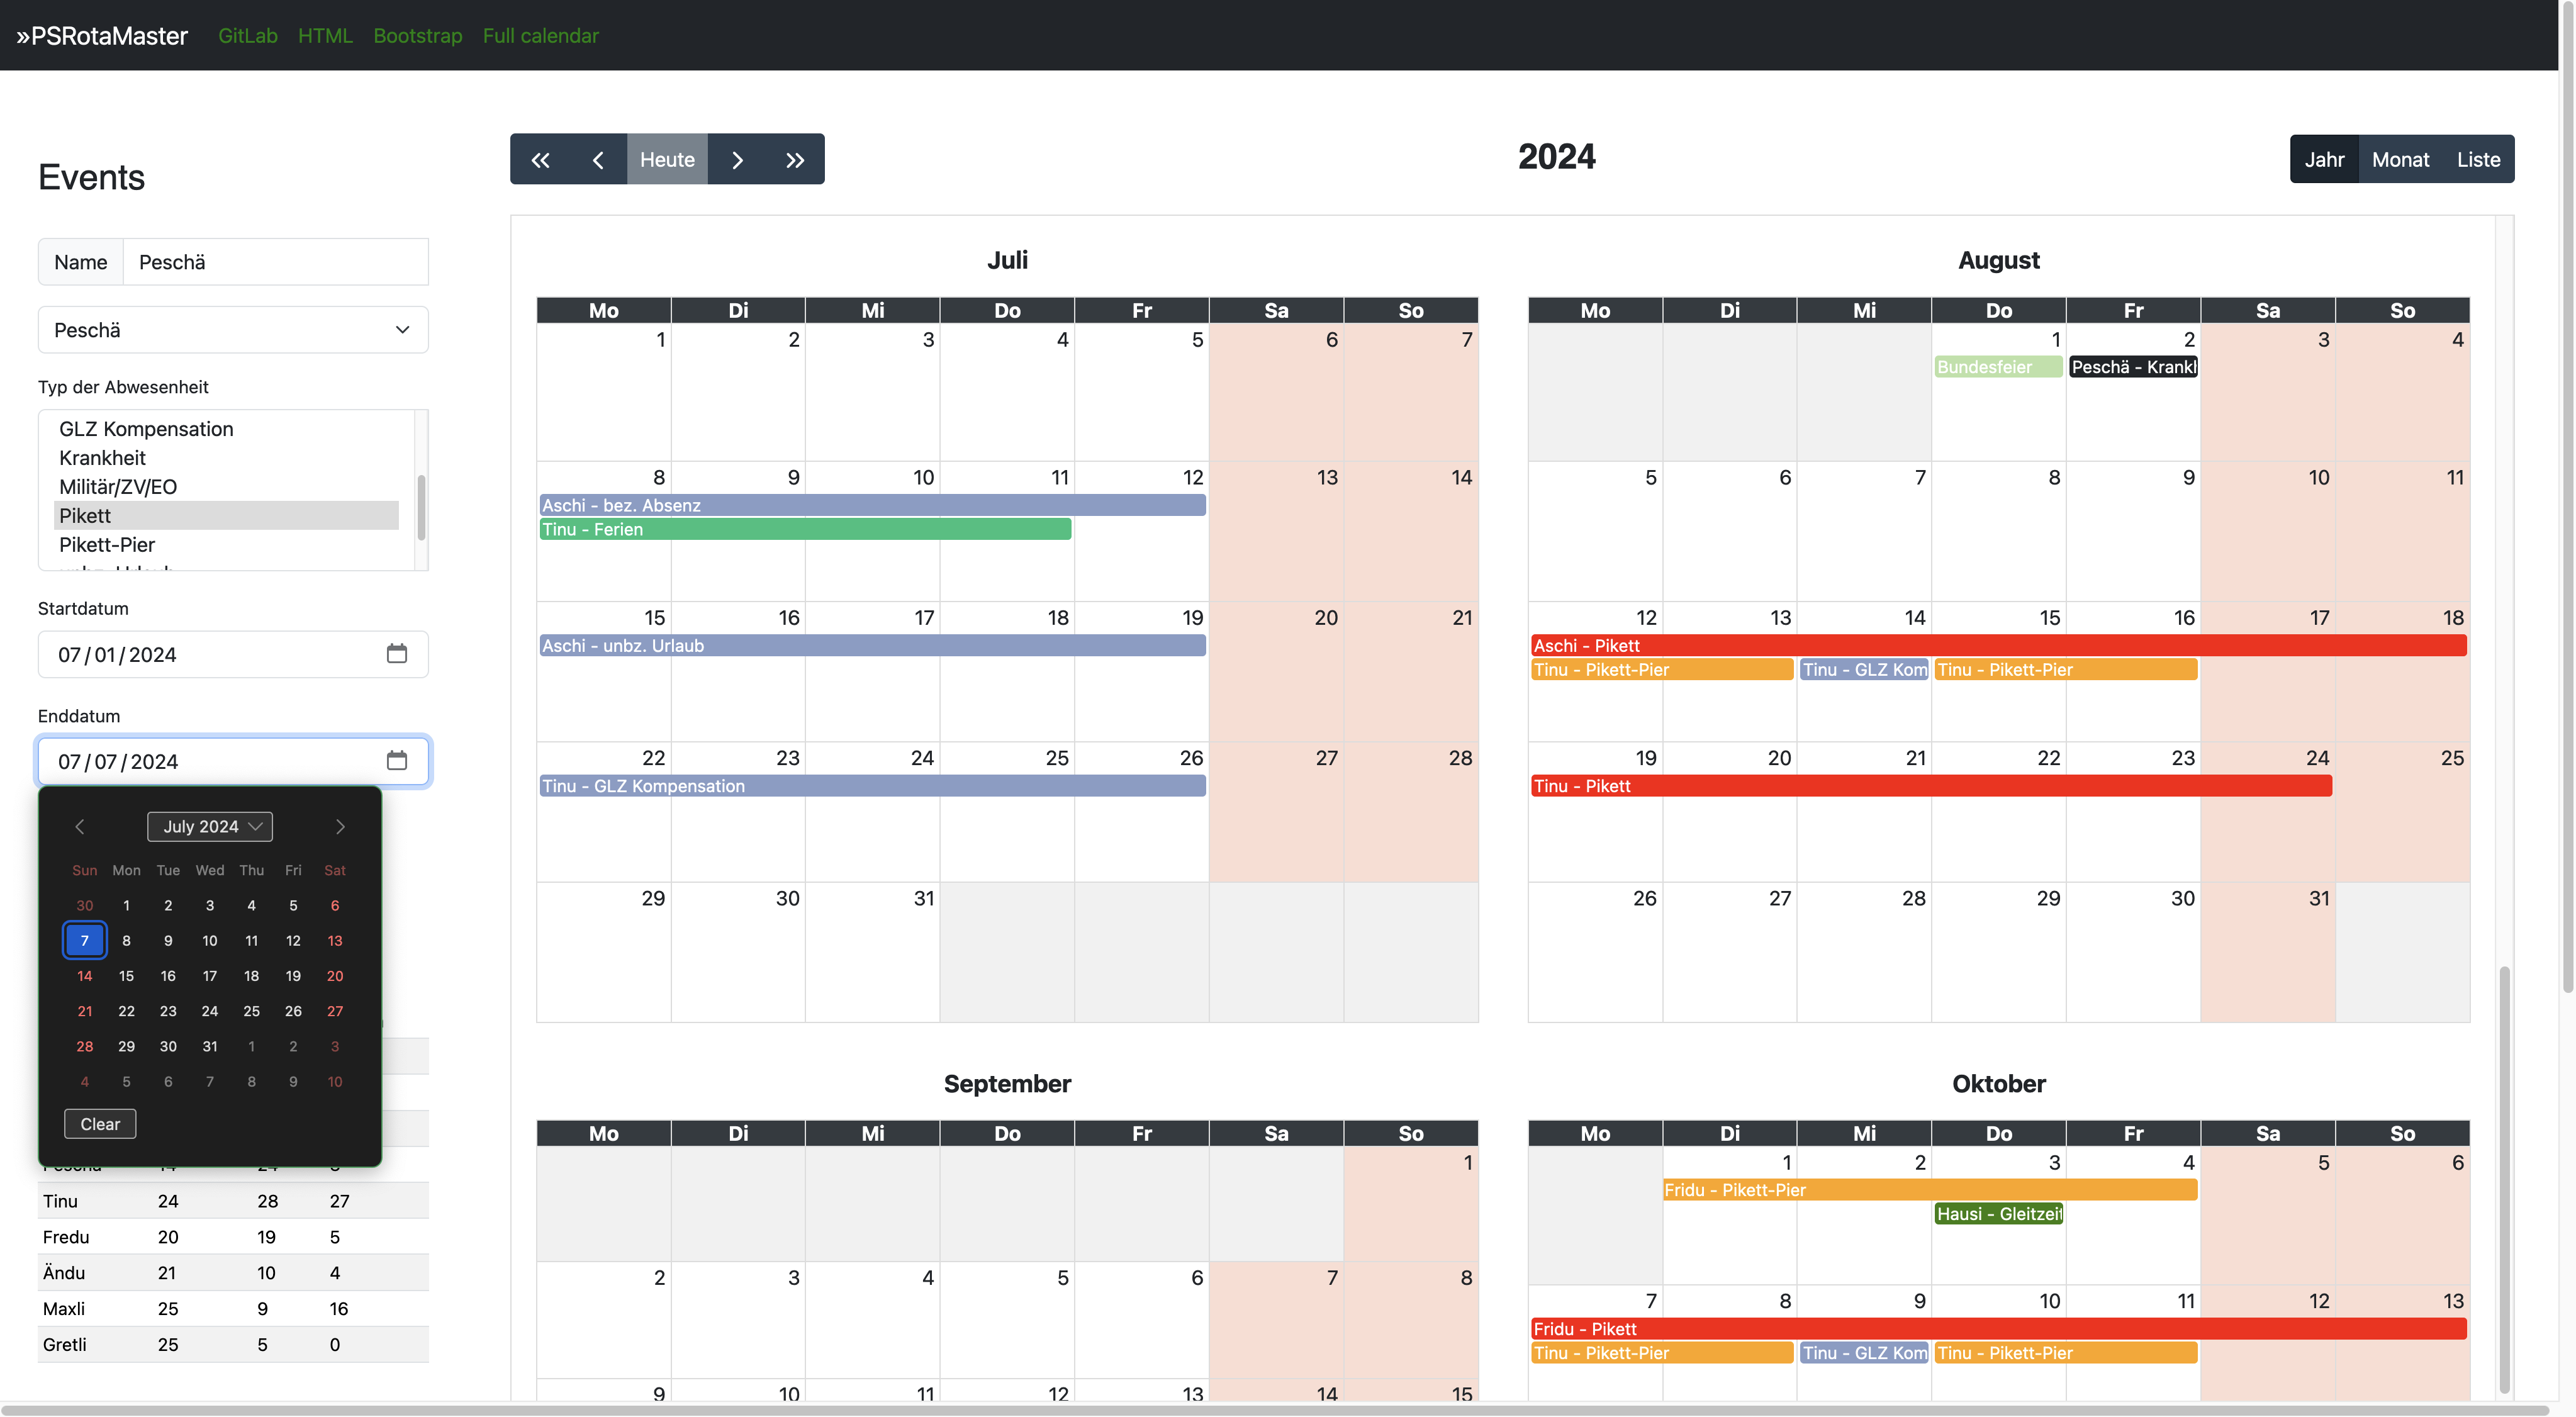 »PSRotaMaster GitLab HTML Bootstrap Full calendar
Events
Name Peschä
Peschä
Typ der Abwesenheit
GLZ Kompensation
Krankheit
Militär/ZV/EO
Pikett
Pikett-Pier
Startdatum
07/01/2024
Enddatum
07/07/2024
July 2024
Sun Mon Tue Wed Thu Fri Sat
30 1 2 3 4 5 6
7 8 9 10 11 12 13
14 15 16 17 18 19 20
21 22 23 24 25 26 27
28 29 30 31 1 2 3
4 5 6 7 8 9 10
Clear
Tinu 24 28 27
Fredu 20 19 5
Ändu 21 10 4
Maxli 25 9 16
Gretli 25 5 0
Heute
2024
Jahr Monat Liste
Juli
Mo Di Mi Do Fr Sa So
1 2 3 4 5 6 7
8 9 10 11 12 13 14
Aschi - bez. Absenz
Tinu - Ferien
15 16 17 18 19 20 21
Aschi - unbz. Urlaub
22 23 24 25 26 27 28
Tinu - GLZ Kompensation
29 30 31
August
Mo Di Mi Do Fr Sa So
1 2 3 4
Bundesfeier Peschä - Krankl
5 6 7 8 9 10 11
12 13 14 15 16 17 18
Aschi - Pikett
Tinu - Pikett-Pier Tinu - GLZ Kom Tinu - Pikett-Pier
19 20 21 22 23 24 25
Tinu - Pikett
26 27 28 29 30 31
September
Mo Di Mi Do Fr Sa So
1
2 3 4 5 6 7 8
9 10 11 12 13 14 15
Oktober
Mo Di Mi Do Fr Sa So
1 2 3 4 5 6
Fridu - Pikett-Pier
Hausi - Gleitzeit
7 8 9 10 11 12 13
Fridu - Pikett
Tinu - Pikett-Pier Tinu - GLZ Kom Tinu - Pikett-Pier